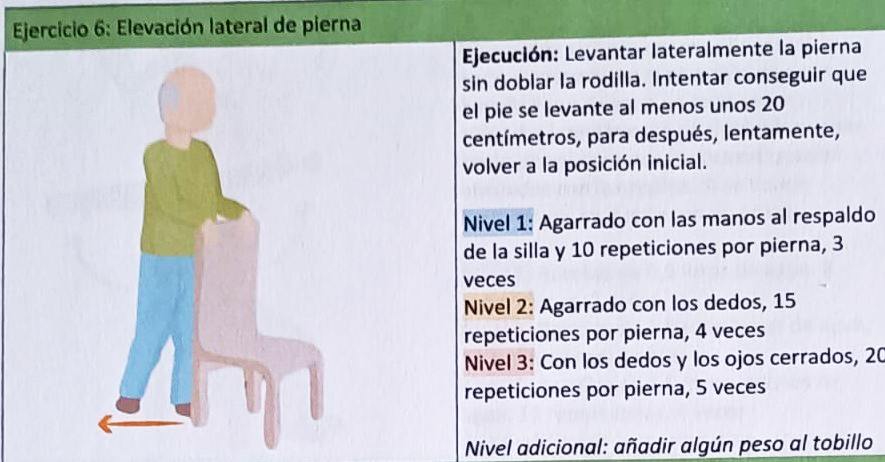 Ejercicio 6: Elevación lateral de pierna
Ejecución: Levantar lateralmente la pierna
sin doblar la rodilla. Intentar conseguir que
el pie se levante al menos unos 20
centímetros, para después, lentamente,
volver a la posición inicial.
Nivel 1: Agarrado con las manos al respaldo
de la silla y 10 repeticiones por pierna, 3
veces
Nivel 2: Agarrado con los dedos, 15
repeticiones por pierna, 4 veces
Nivel 3: Con los dedos y los ojos cerrados, 20
repeticiones por pierna, 5 veces
Nivel adicional: añadir algún peso al tobillo